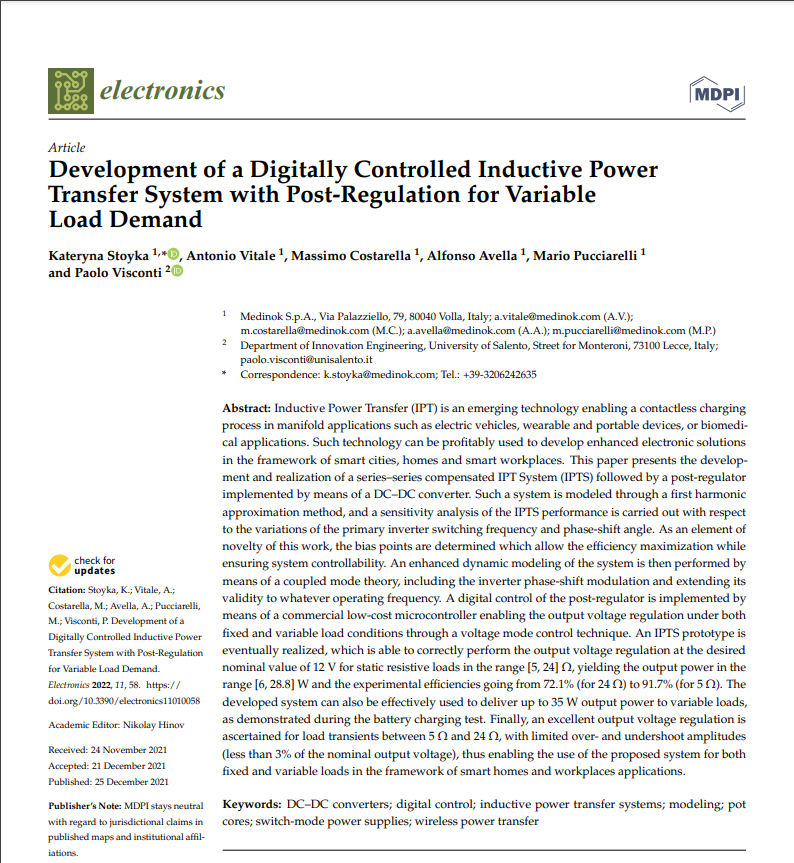 electronics
MDPI
Article
Development of a Digitally Controlled Inductive Power
Transfer System with Post-Regulation for Variable
Load Demand
Kateryna Stoyka 1,*, Antonio Vitale 1, Massimo Costarella 1, Alfonso Avella 1, Mario Pucciarelli 1
and Paolo Visconti 2
1 Medinok S.p.A., Via Palazziello, 79, 80040 Volla, Italy; a.vitale@medinok.com (A.V.);
m.costarella@medinok.com (M.C.); a.avella@medinok.com (A.A.); m.pucciarelli@medinok.com (M.P.)
2 Department of Innovation Engineering, University of Salento, Street for Monteroni, 73100 Lecce, Italy;
paolo.visconti@unisalento.it
* Correspondence: k.stoyka@medinok.com; Tel.: +39-3206242635
Abstract: Inductive Power Transfer (IPT) is an emerging technology enabling a contactless charging
process in manifold applications such as electric vehicles, wearable and portable devices, or biomedi-
cal applications. Such technology can be profitably used to develop enhanced electronic solutions
in the framework of smart cities, homes and smart workplaces. This paper presents the develop-
ment and realization of a series–series compensated IPT System (IPTS) followed by a post-regulator
implemented by means of a DC–DC converter. Such a system is modeled through a first harmonic
approximation method, and a sensitivity analysis of the IPTS performance is carried out with respect
to the variations of the primary inverter switching frequency and phase-shift angle. As an element of
novelty of this work, the bias points are determined which allow the efficiency maximization while
ensuring system controllability. An enhanced dynamic modeling of the system is then performed by
means of a coupled mode theory, including the inverter phase-shift modulation and extending its
validity to whatever operating frequency. A digital control of the post-regulator is implemented by
means of a commercial low-cost microcontroller enabling the output voltage regulation under both
fixed and variable load conditions through a voltage mode control technique. An IPTS prototype is
eventually realized, which is able to correctly perform the output voltage regulation at the desired
nominal value of 12 V for static resistive loads in the range [5, 24] Ω, yielding the output power in the
range [6, 28.8] W and the experimental efficiencies going from 72.1% (for 24 Ω) to 91.7% (for 5 Ω). The
developed system can also be effectively used to deliver up to 35 W output power to variable loads,
as demonstrated during the battery charging test. Finally, an excellent output voltage regulation is
ascertained for load transients between 5 Ω and 24 Ω, with limited over- and undershoot amplitudes
(less than 3% of the nominal output voltage), thus enabling the use of the proposed system for both
fixed and variable loads in the framework of smart homes and workplaces applications.
Keywords: DC–DC converters; digital control; inductive power transfer systems; modeling; pot
cores; switch-mode power supplies; wireless power transfer
check for
updates
Citation: Stoyka, K.; Vitale, A.;
Costarella, M.; Avella, A.; Pucciarelli,
M.; Visconti, P. Development of a
Digitally Controlled Inductive Power
Transfer System with Post-Regulation
for Variable Load Demand.
Electronics 2022, 11, 58. https://
doi.org/10.3390/electronics11010058
Academic Editor: Nikolay Hinov
Received: 24 November 2021
Accepted: 21 December 2021
Published: 25 December 2021
Publisher's Note: MDPI stays neutral
with regard to jurisdictional claims in
published maps and institutional affil-
iations.